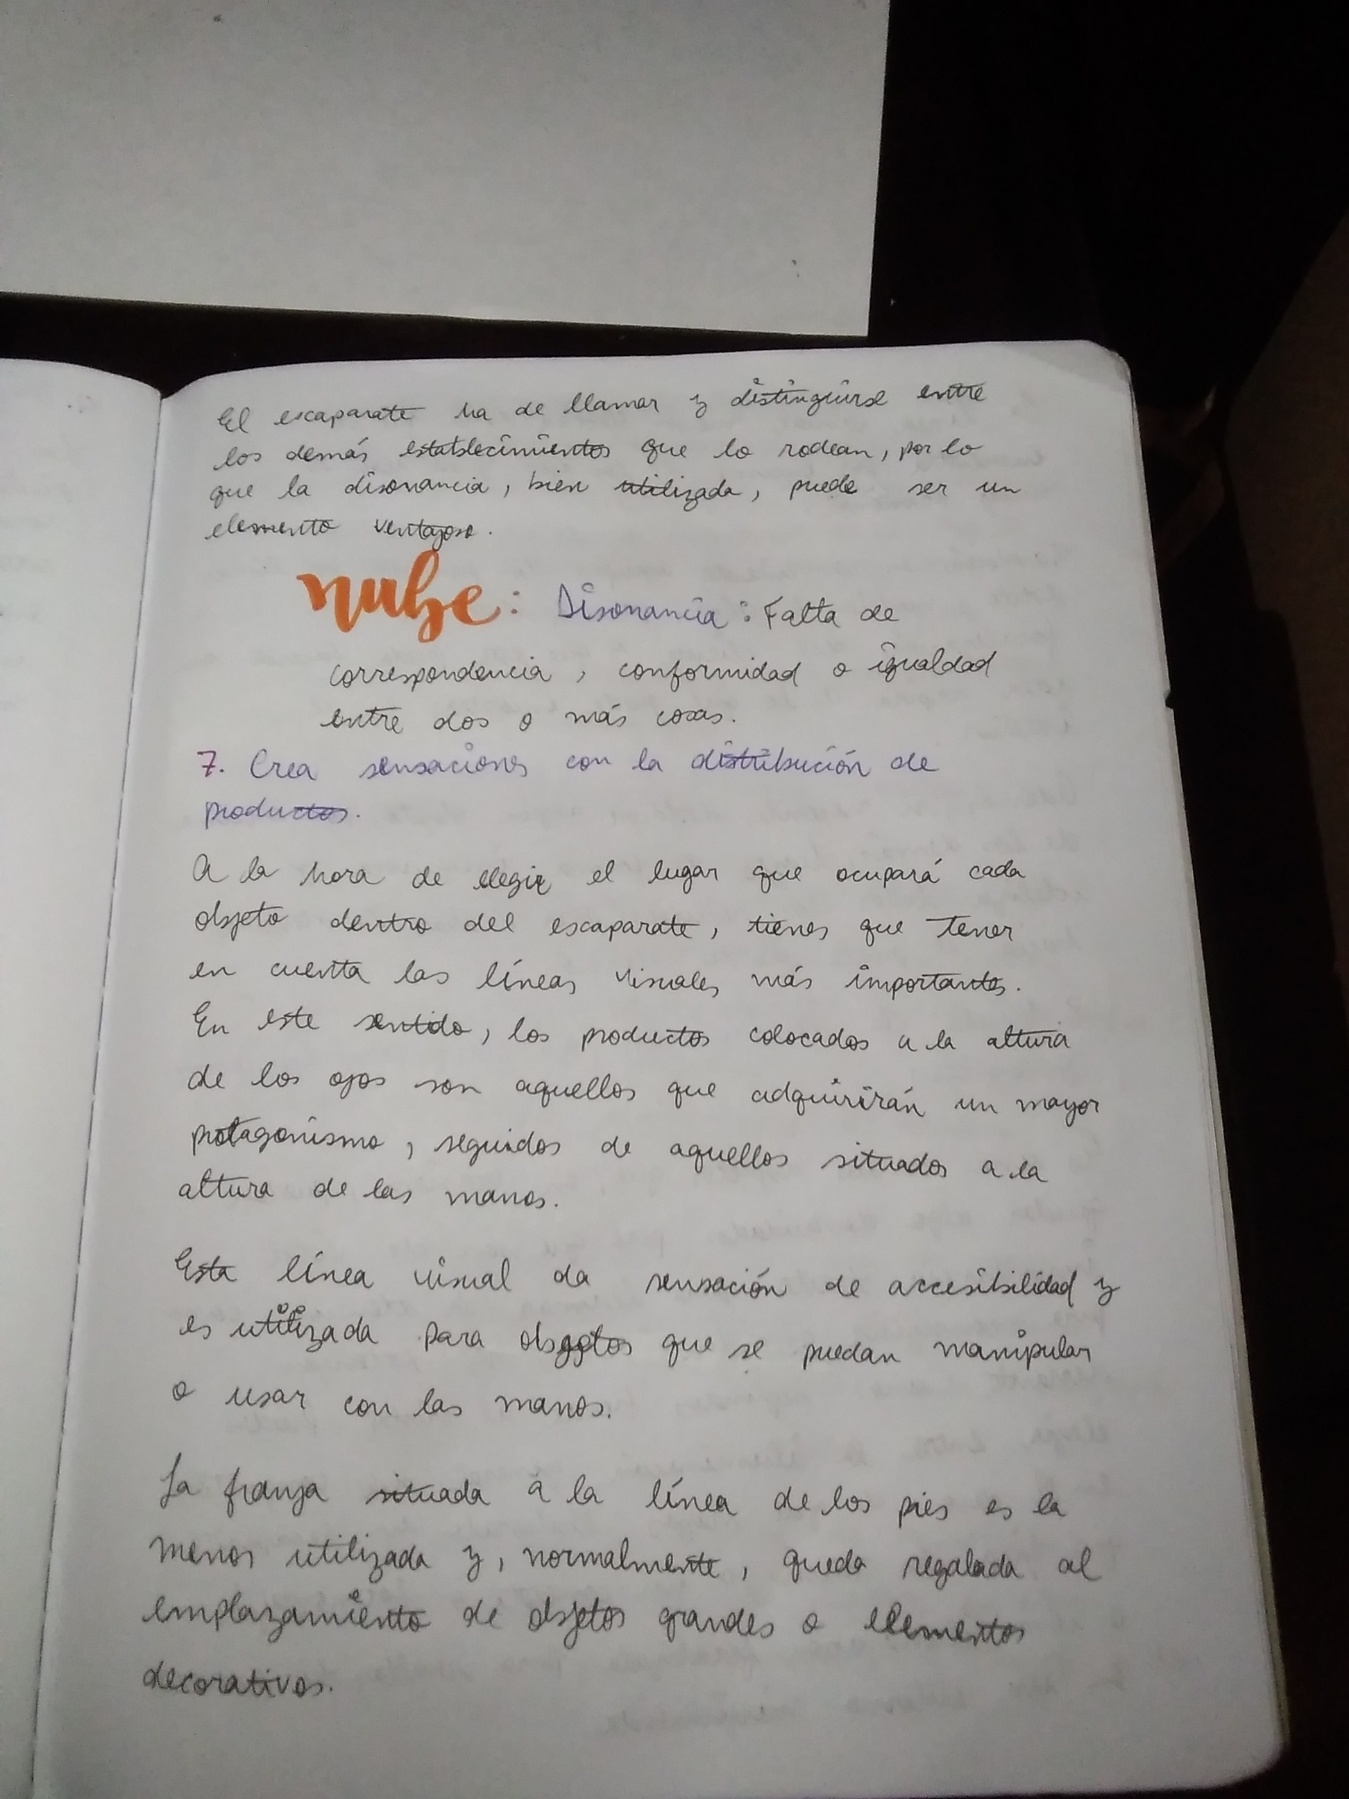 El escaparate ha de llamar y distinguirse entre
los demás establecimientos que lo rodean, por lo
que la disonancia, bien utilizada, puede ser un
elemento ventajoso.
nube: Disonancia: Falta de
correspondencia, conformidad o igualdad
entre dos o más cosas.
7. Crea sensaciones con la distribución de
productos.
A la hora de elegir el lugar que ocupará cada
objeto dentro del escaparate, tienes que tener
en cuenta las líneas visuales más importantes.
En este sentido, los productos colocados a la altura
de los ojos son aquellos que adquirirán un mayor
protagonismo, seguidos de aquellos situados a la
altura de las manos.
Esta línea visual da sensación de accesibilidad y
es utilizada para objetos que se puedan manipular
o usar con las manos.
La franja situada a la línea de los pies es la
menos utilizada y, normalmente, queda regalada al
emplazamiento de objetos grandes o elementos
decorativos.